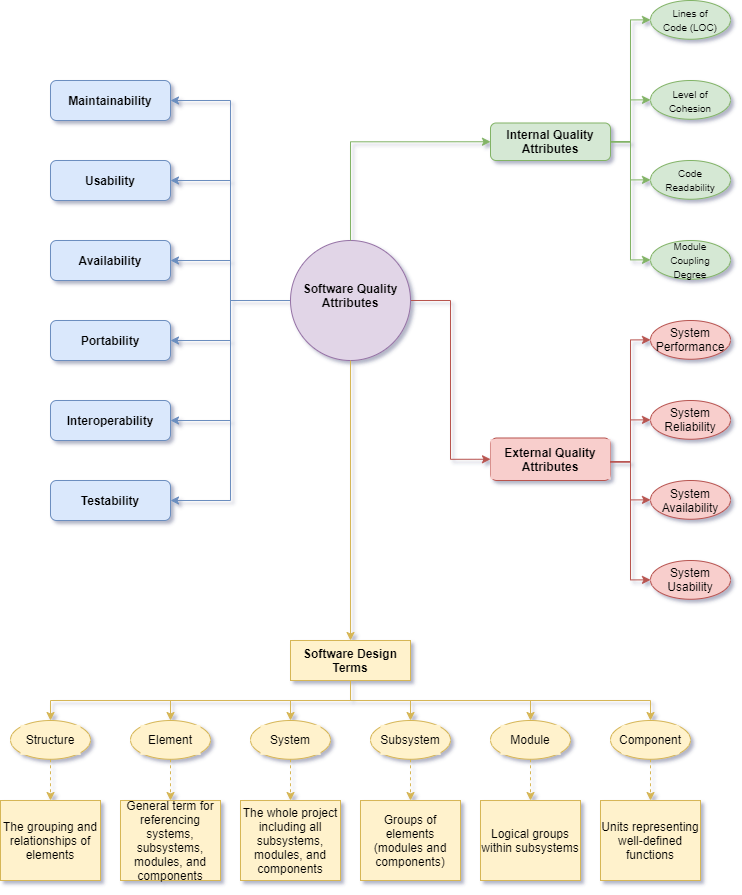 Lines of
Code (LOC)
Level of
Cohesion
Code
Readability
Module
Coupling
Degree
Internal Quality
Attributes
Maintainability
Usability
Availability
Portability
Interoperability
Testability
Software Quality
Attributes
System
Performance
System
Reliability
System
Availability
System
Usability
External Quality
Attributes
Software Design
Terms
Structure
Element
System
Subsystem
Module
Component
The grouping and
relationships of
elements
General term for
referencing
systems,
subsystems,
modules, and
components
The whole project
including all
subsystems,
modules, and
components
Groups of
elements
(modules and
components)
Logical groups
within subsystems
Units representing
well-defined
functions